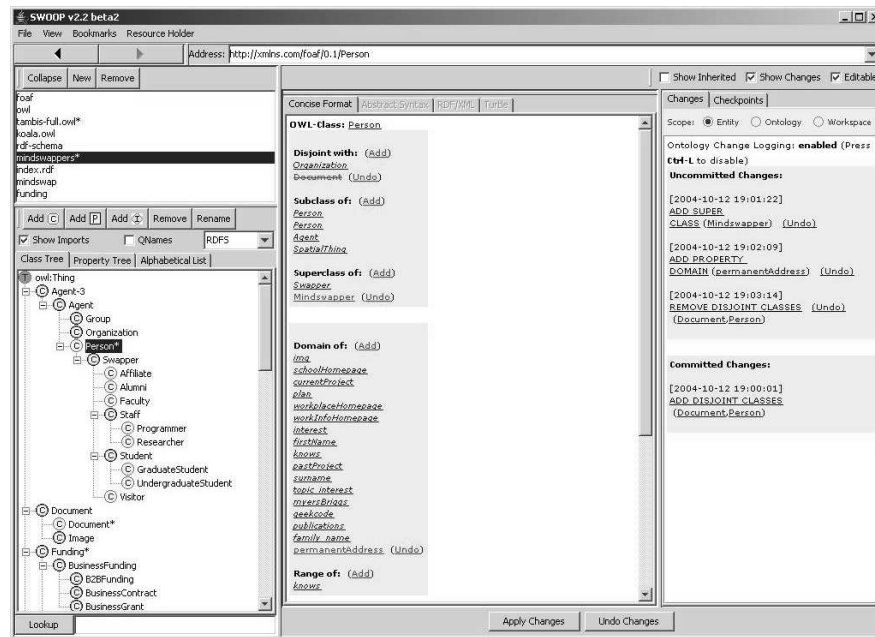 SWOOP v2.2 beta2
File View Bookmarks Resource Holder
Address: http://xmlns.com/foaf/0.1/Person
Collapse New Remove
Show Inherited Show Changes Editable
foaf
owl
tambis-full.owl*
koala.owl
rdf-schema
mindswappers*
index.rdf
mindswap
funding
Add C Add P Add I Remove Rename
Show Imports QNames RDFS
Class Tree Property Tree Alphabetical List
T owl:Thing
C Agent-3
C Agent
C Group
C Organization
C Person*
C Swapper
C Affiliate
C Alumni
C Faculty
C Staff
C Programmer
C Researcher
C Student
C GraduateStudent
C UndergraduateStudent
C Visitor
C Document
C Document*
C Image
C Funding*
C BusinessFunding
C B2BFunding
C BusinessContract
C BusinessGrant
Lookup
Concise Format Abstract Syntax RDF/XML Turtle
OWL-Class: Person
Disjoint with: (Add)
Organization
Document (Undo)
Subclass of: (Add)
Person
Person
Agent
SpatialThing
Superclass of: (Add)
Swapper
Mindswapper (Undo)
Domain of: (Add)
img
schoolHomepage
currentProject
plan
workplaceHomepage
workInfoHomepage
interest
firstName
knows
pastProject
surname
topic_interest
myersBriggs
geekcode
publications
family_name
permanentAddress (Undo)
Range of: (Add)
knows
Apply Changes Undo Changes
Changes Checkpoints
Scope: Entity Ontology Workspace
Ontology Change Logging: enabled (Press
Ctrl-L to disable)
Uncommitted Changes:
[2004-10-12 19:01:22]
ADD SUPER
CLASS (Mindswapper) (Undo)
[2004-10-12 19:02:09]
ADD PROPERTY
DOMAIN (permanentAddress) (Undo)
[2004-10-12 19:03:14]
REMOVE DISJOINT CLASSES (Undo)
(Document,Person)
Committed Changes:
[2004-10-12 19:00:01]
ADD DISJOINT CLASSES
(Document,Person)